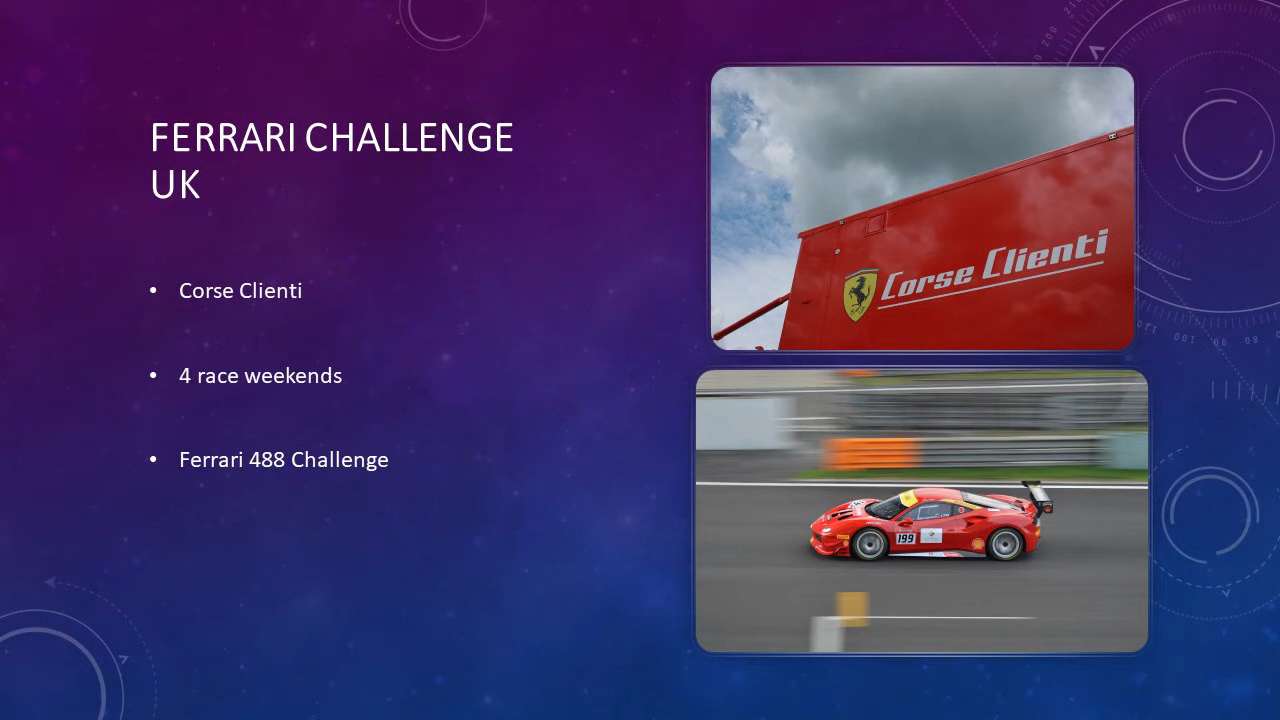 FERRARI CHALLENGE
UK
• Corse Clienti
• 4 race weekends
• Ferrari 488 Challenge
Corse Clienti
199